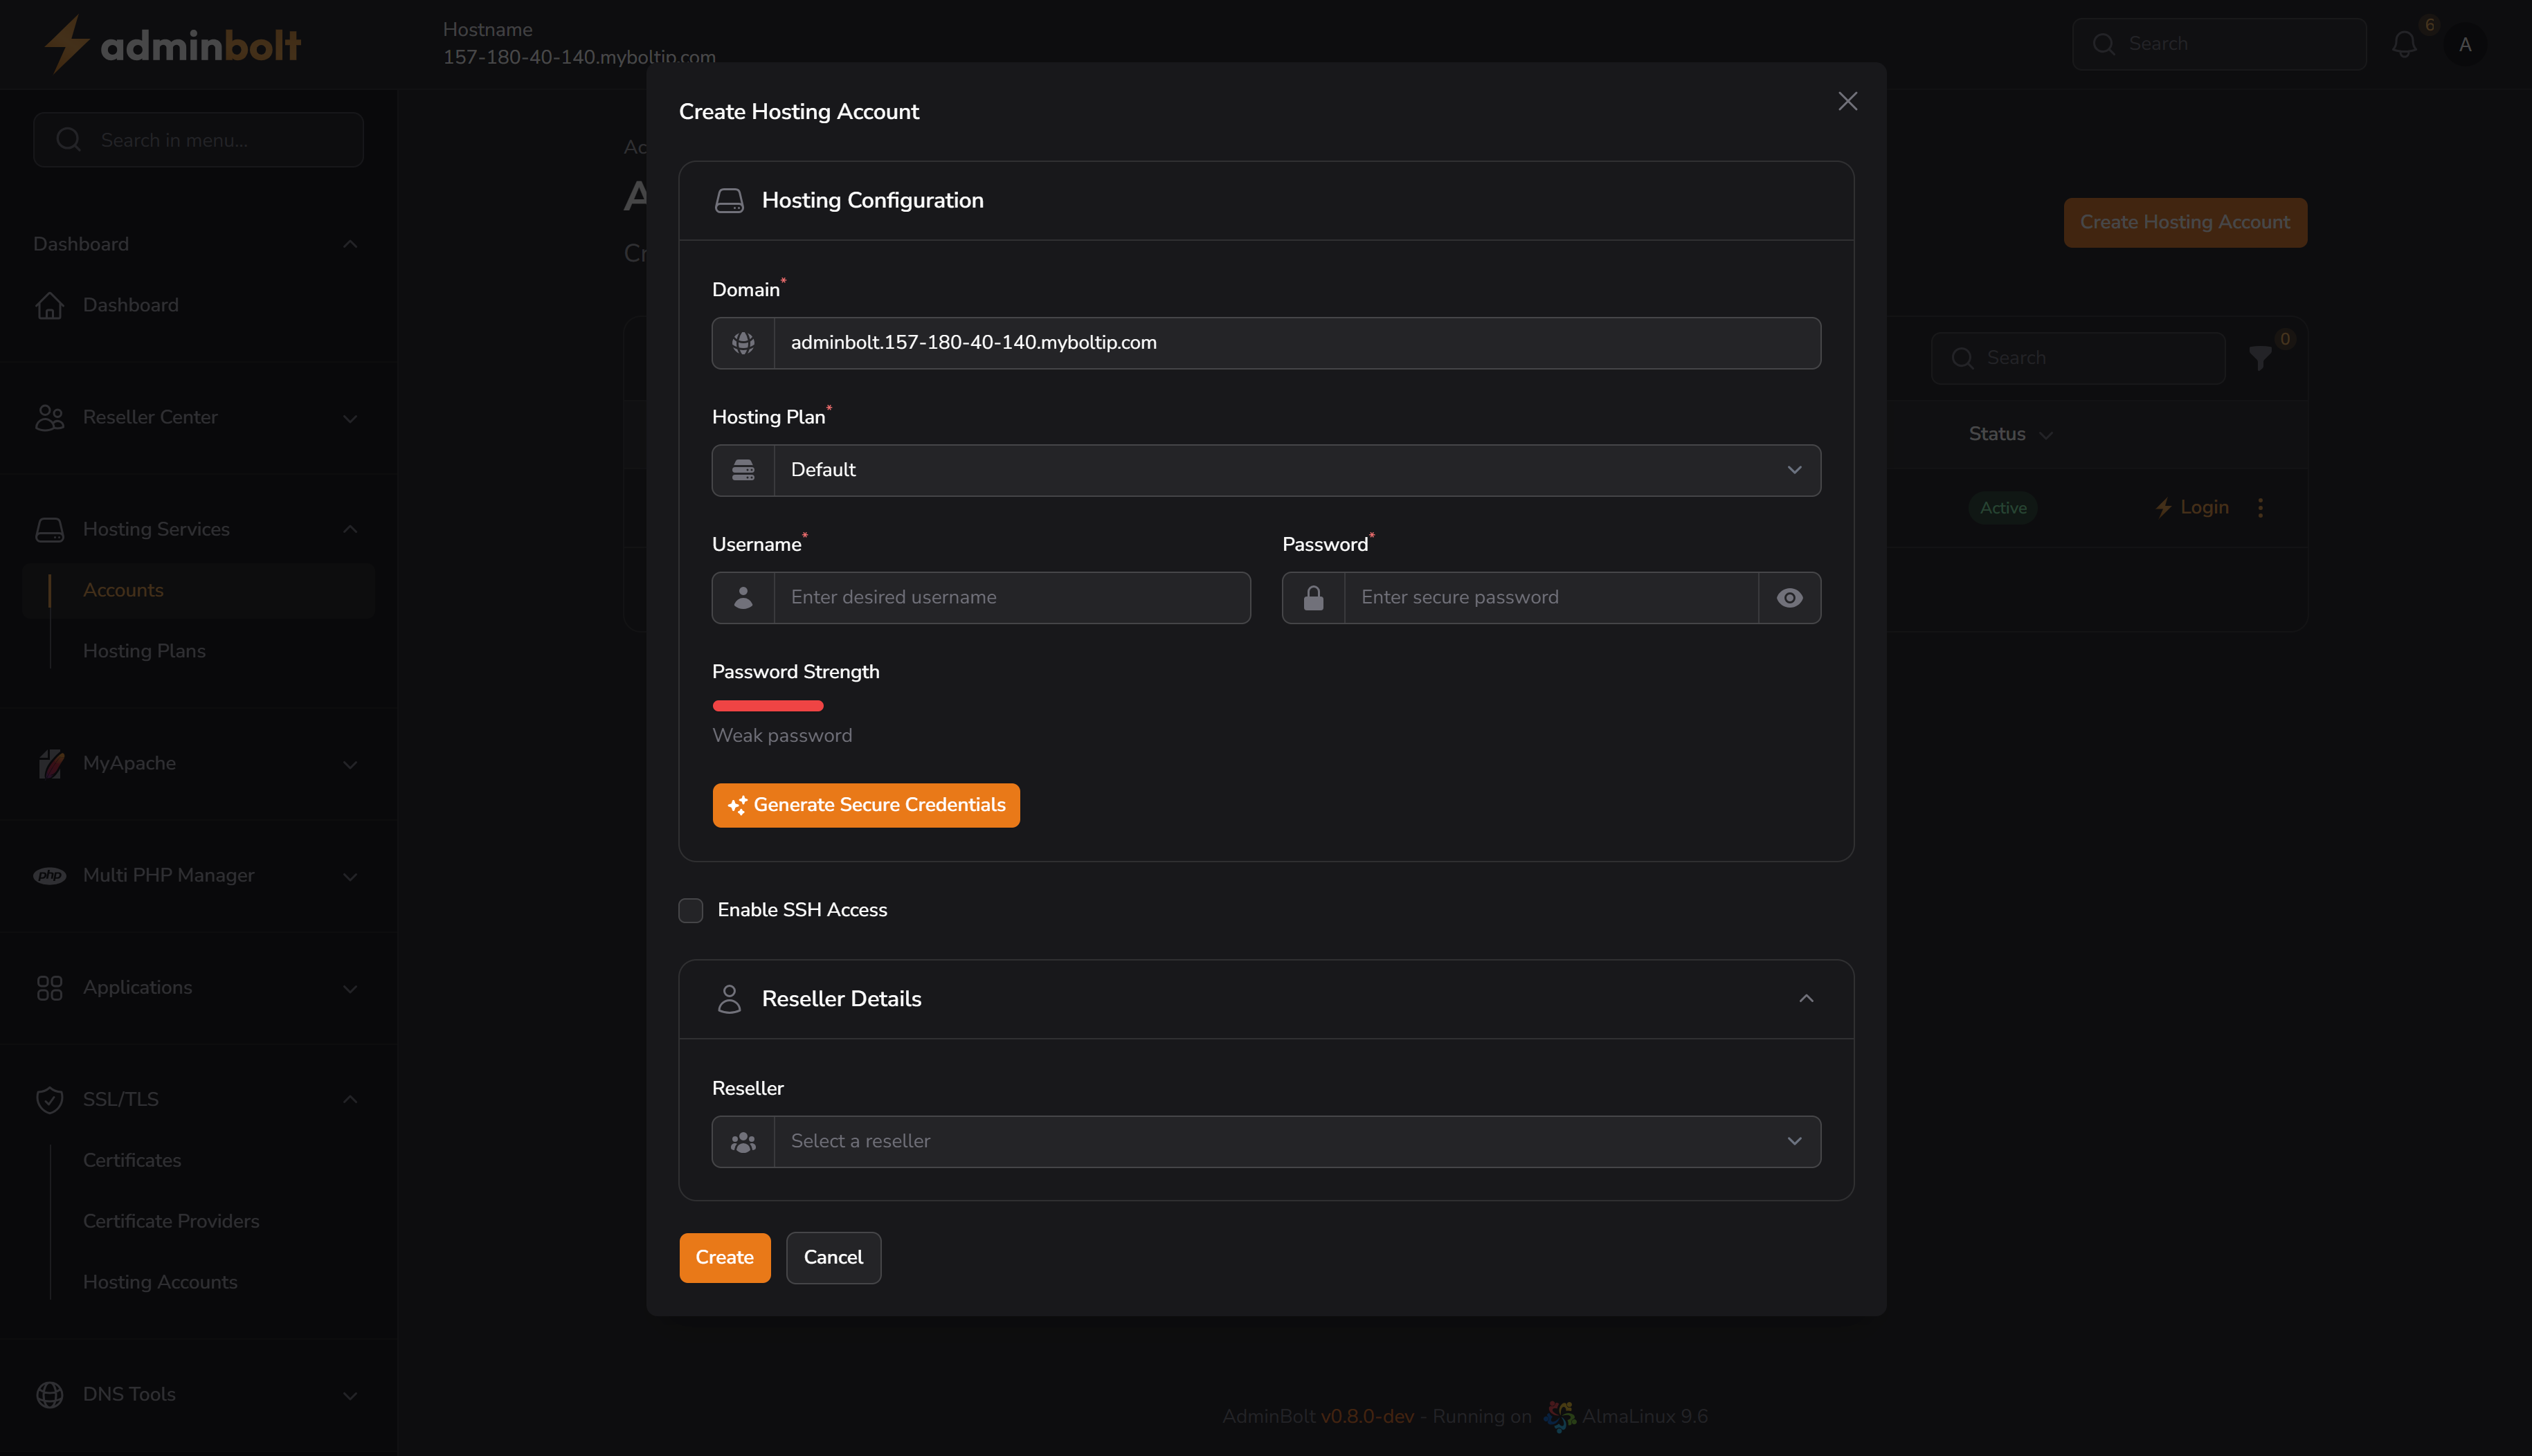 adminbolt
Hostname
157-180-40-140.myboltip.com
Search
6
A
Search in menu...
Dashboard
Dashboard
Reseller Center
Hosting Services
Accounts
Hosting Plans
MyApache
php
Multi PHP Manager
Applications
SSL/TLS
Certificates
Certificate Providers
Hosting Accounts
DNS Tools
Create Hosting Account
Search
0
Status
Active
Login
Create Hosting Account
Hosting Configuration
Domain*
adminbolt.157-180-40-140.myboltip.com
Hosting Plan*
Default
Username*
Password*
Enter desired username
Enter secure password
Password Strength
Weak password
Generate Secure Credentials
Enable SSH Access
Reseller Details
Reseller
Select a reseller
Create
Cancel
AdminBolt v0.8.0-dev - Running on AlmaLinux 9.6